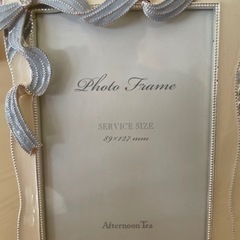 Photo Frame
SERVICE SIZE
89×127 mm
Afternoon Tea